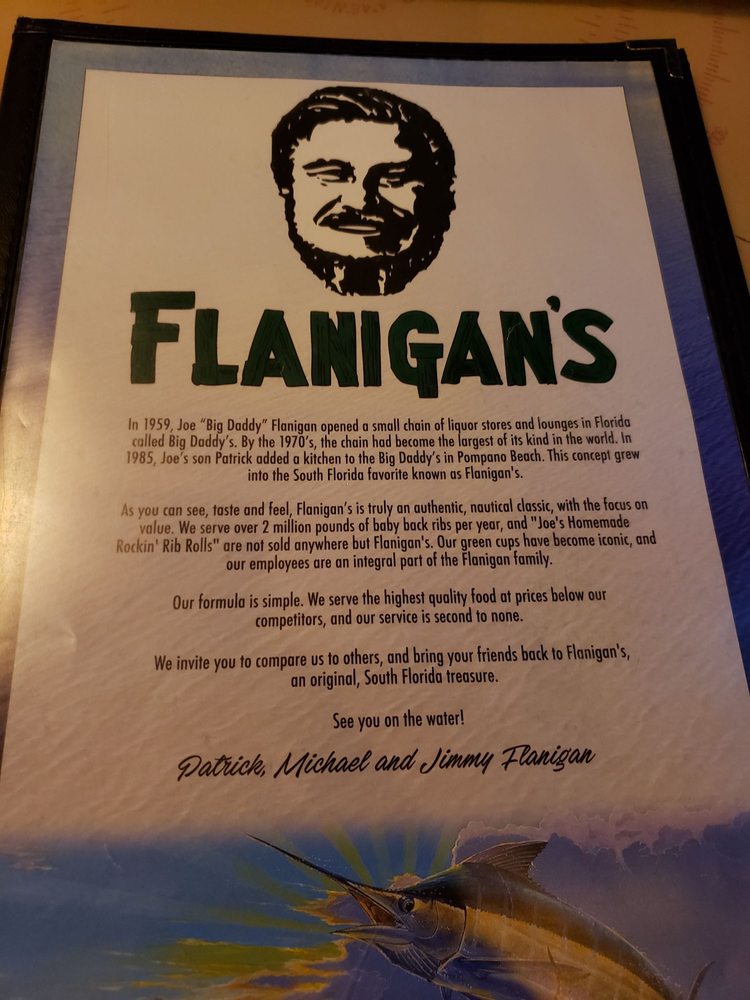 FLANIGAN'S
In 1959, Joe “Big Daddy” Flanigan opened a small chain of liquor stores and lounges in Florida
called Big Daddy's. By the 1970's, the chain had become the largest of its kind in the world. In
1985, Joe's son Patrick added a kitchen to the Big Daddy's in Pompano Beach. This concept grew
into the South Florida favorite known as Flanigan's.
As you can see, taste and feel, Flanigan's is truly an authentic, nautical classic, with the focus on
value. We serve over 2 million pounds of baby back ribs per year, and "Joe's Homemade
Rockin' Rib Rolls" are not sold anywhere but Flanigan's. Our green cups have become iconic, and
our employees are an integral part of the Flanigan family.
Our formula is simple. We serve the highest quality food at prices below our
competitors, and our service is second to none.
We invite you to compare us to others, and bring your friends back to Flanigan's,
an original, South Florida treasure.
See you on the water!
Patrick, Michael and Jimmy Flanigan